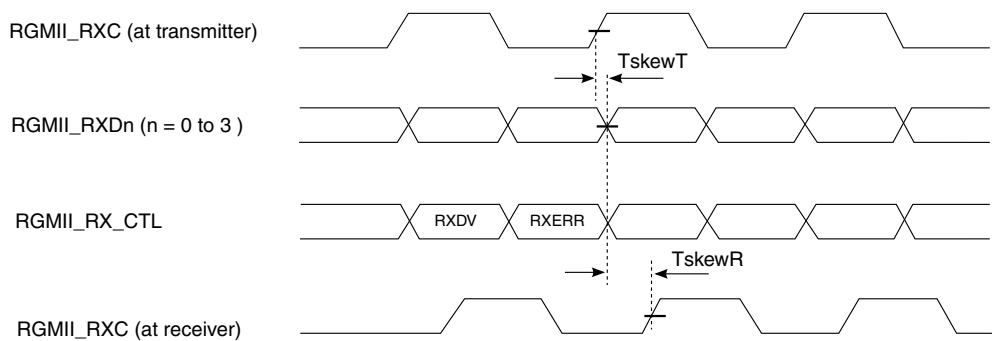 RGMII_RXC (at transmitter)
TskewT
RGMII_RXDn (n = 0 to 3 )
RGMII_RX_CTL
RXDV
RXERR
TskewR
RGMII_RXC (at receiver)